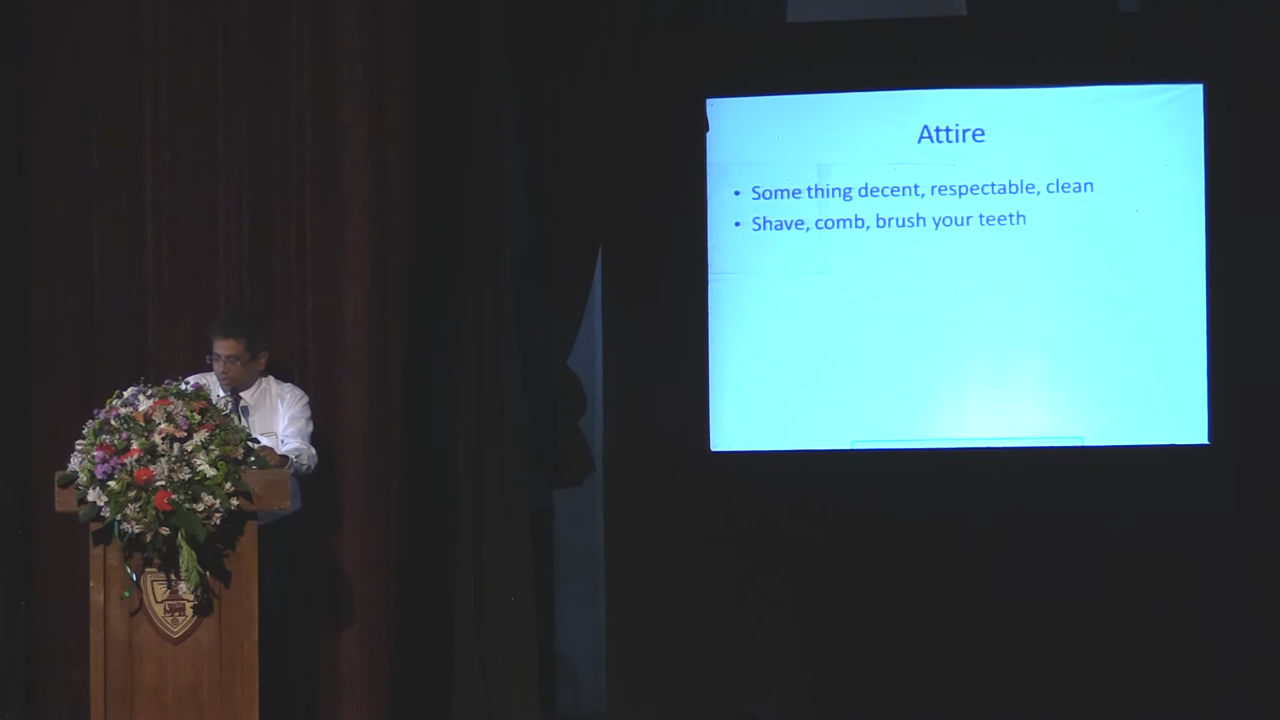 Attire
• Some thing decent, respectable, clean
• Shave, comb, brush your teeth